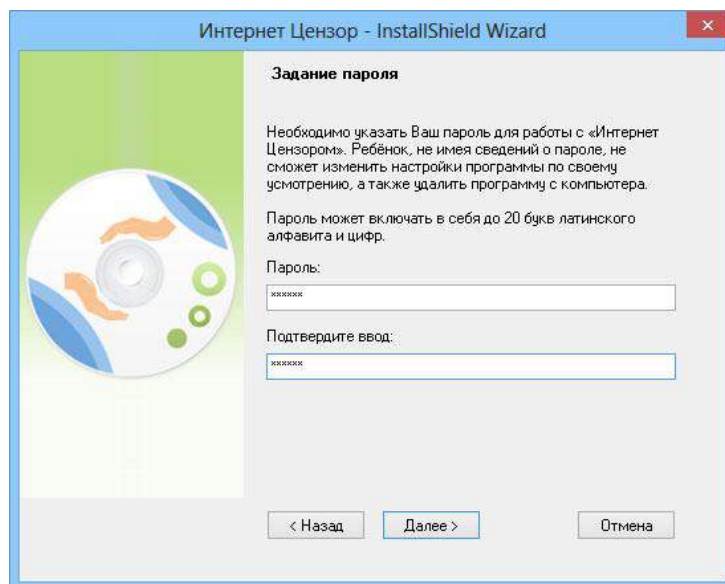 Интернет Цензор - InstallShield Wizard
Задание пароля
Необходимо указать Ваш пароль для работы с «Интернет
Цензором». Ребёнок, не имея сведений о пароле, не
сможет изменить настройки программы по своему
усмотрению, а также удалить программу с компьютера.
Пароль может включать в себя до 20 букв латинского
алфавита и цифр.
Пароль:
××××××
Подтвердите ввод:
××××××
< Назад
Далее >
Отмена